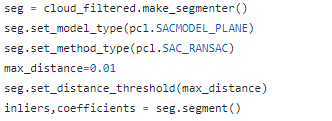 seg = cloud_filtered.make_segmenter()
seg.set_model_type(pcl.SACMODEL_PLANE)
seg.set_method_type(pcl.SAC_RANSAC)
max_distance=0.01
seg.set_distance_threshold(max_distance)
inliers,coefficients = seg.segment()